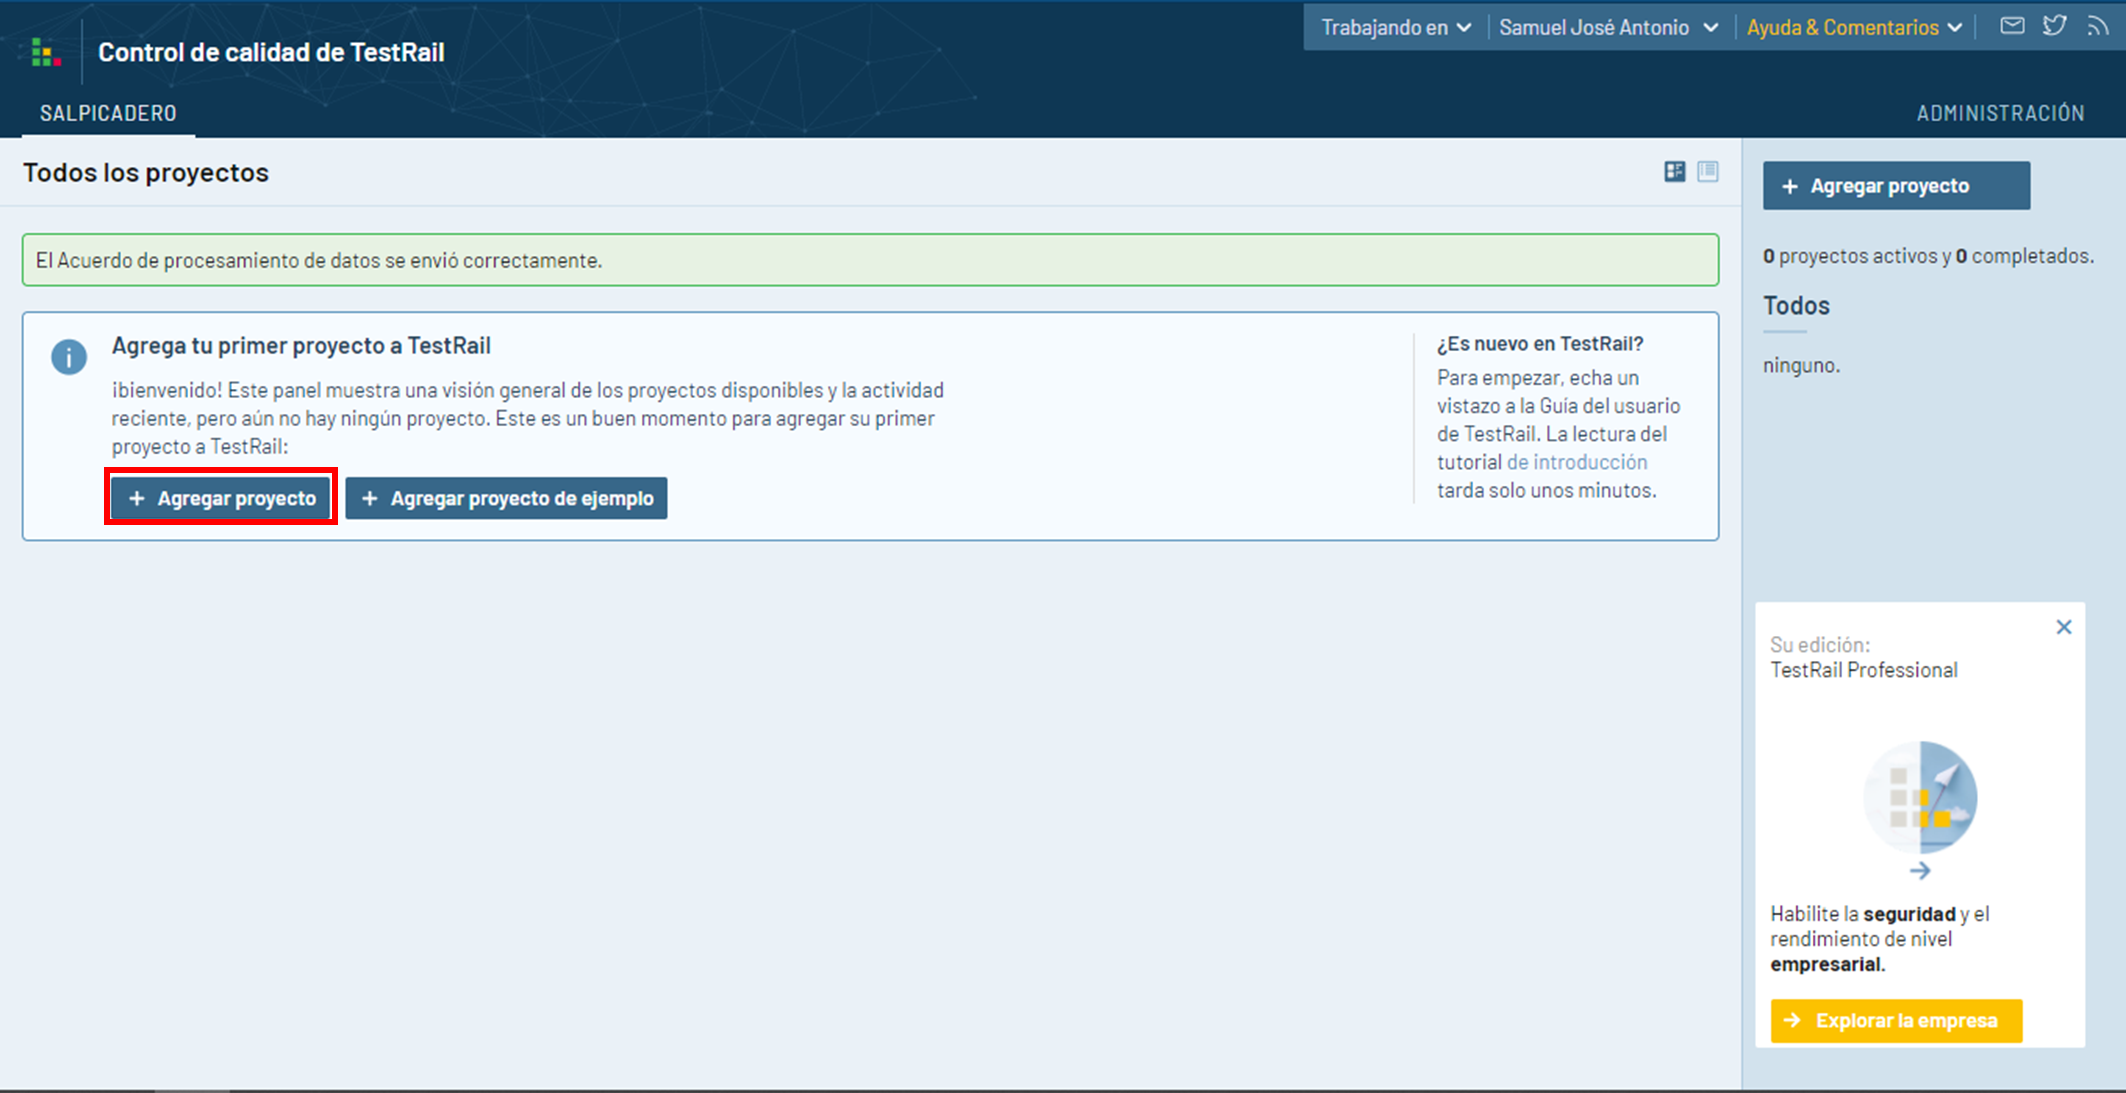 Trabajando en
Samuel José Antonio
Ayuda & Comentarios
Control de calidad de TestRail
SALPICADERO
ADMINISTRACIÓN
Todos los proyectos
+ Agregar proyecto
El Acuerdo de procesamiento de datos se envió correctamente.
0 proyectos activos y 0 completados.
Todos
ninguno.
Agrega tu primer proyecto a TestRail
¡bienvenido! Este panel muestra una visión general de los proyectos disponibles y la actividad
reciente, pero aún no hay ningún proyecto. Este es un buen momento para agregar su primer
proyecto a TestRail:
+ Agregar proyecto
+ Agregar proyecto de ejemplo
¿Es nuevo en TestRail?
Para empezar, echa un
vistazo a la Guía del usuario
de TestRail. La lectura del
tutorial de introducción
tarda solo unos minutos.
Su edición:
TestRail Professional
Habilite la seguridad y el
rendimiento de nivel
empresarial.
Explorar la empresa